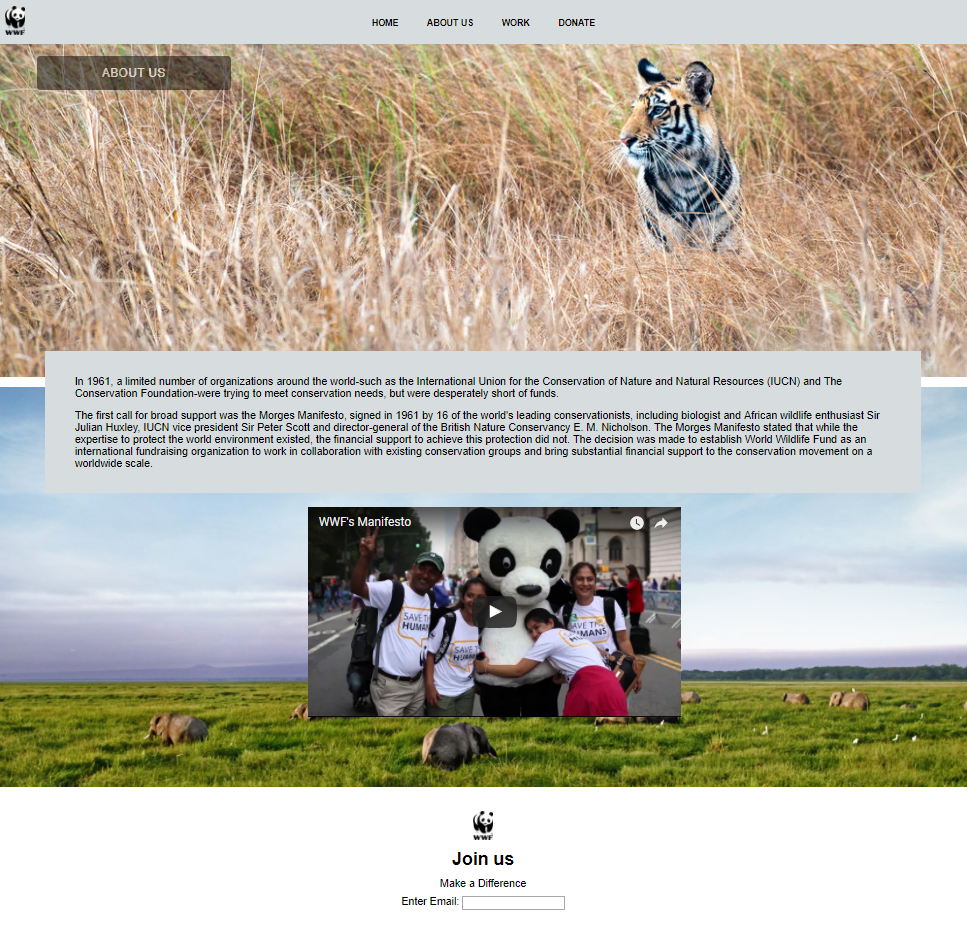 WWF
HOME ABOUT US WORK DONATE
ABOUT US
In 1961, a limited number of organizations around the world-such as the International Union for the Conservation of Nature and Natural Resources (IUCN) and The
Conservation Foundation-were trying to meet conservation needs, but were desperately short of funds.
The first call for broad support was the Morges Manifesto, signed in 1961 by 16 of the world's leading conservationists, including biologist and African wildlife enthusiast Sir
Julian Huxley, IUCN vice president Sir Peter Scott and director-general of the British Nature Conservancy E. M. Nicholson. The Morges Manifesto stated that while the
expertise to protect the world environment existed, the financial support to achieve this protection did not. The decision was made to establish World Wildlife Fund as an
international fundraising organization to work in collaboration with existing conservation groups and bring substantial financial support to the conservation movement on a
worldwide scale.
WWF's Manifesto
SAVE THE
HUMANS
SAVE THE
HUMANS
SAVE THE
HUMANS
WWF
Join us
Make a Difference
Enter Email: